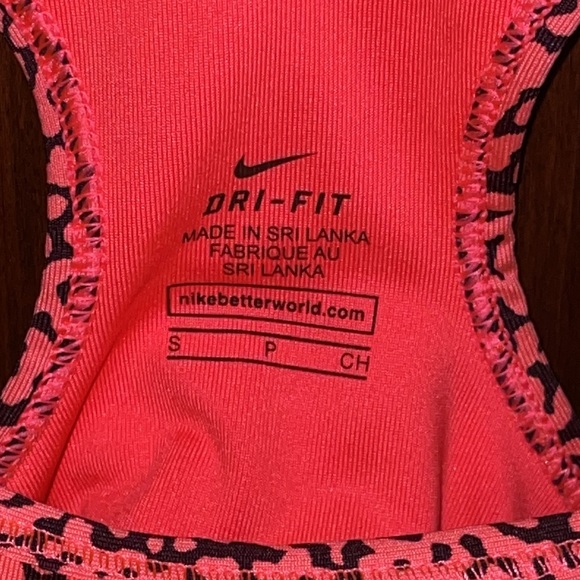 DRI-FIT
MADE IN SRI LANKA
FABRIQUE AU
SRI LANKA
nikebetterworld.com
S P CH